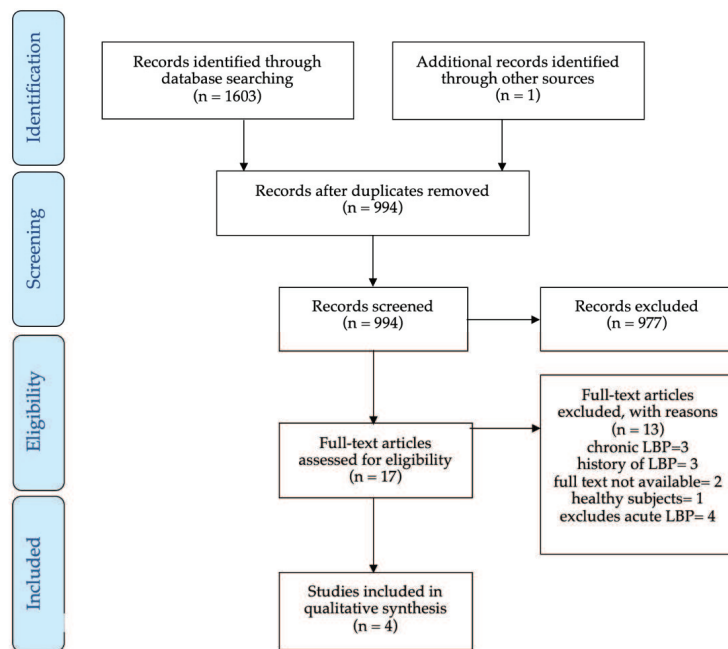 Identification
Records identified through
database searching
(n = 1603)
Additional records identified
through other sources
(n = 1)
Screening
Records after duplicates removed
(n = 994)
Records screened
(n = 994)
Records excluded
(n = 977)
Eligibility
Full-text articles
assessed for eligibility
(n = 17)
Full-text articles
excluded, with reasons
(n = 13)
chronic LBP=3
history of LBP= 3
full text not available= 2
healthy subjects= 1
excludes acute LBP= 4
Included
Studies included in
qualitative synthesis
(n = 4)